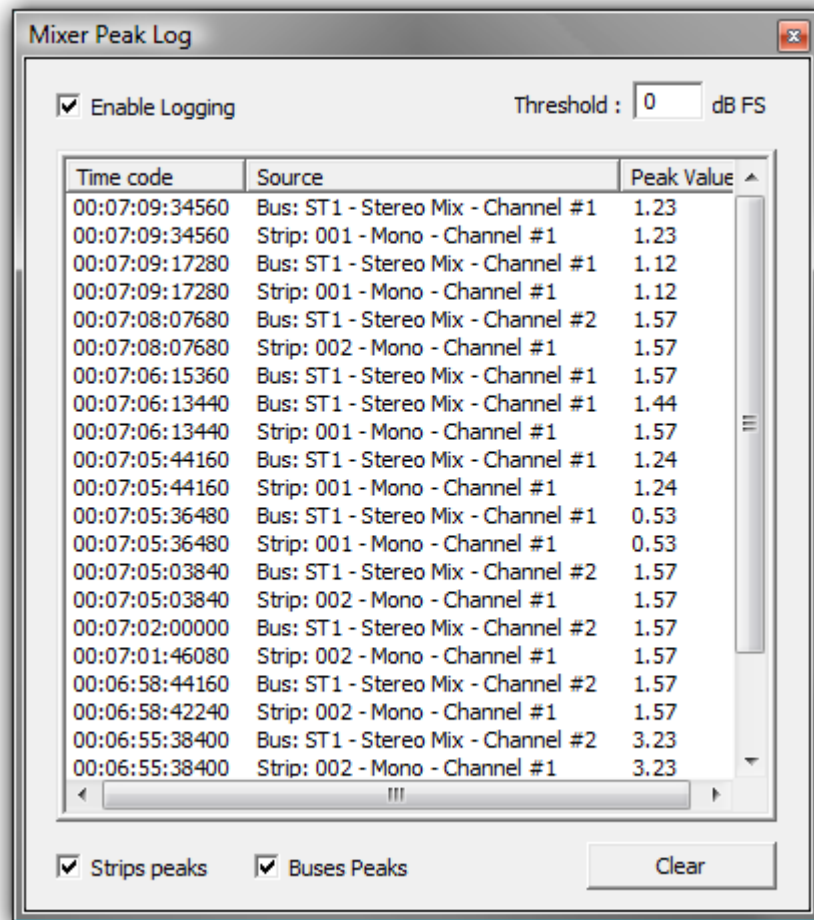 Mixer Peak Log
Enable Logging Threshold : 0 dB FS
Time code Source Peak Value
00:07:09:34560 Bus: ST1 - Stereo Mix - Channel #1 1.23
00:07:09:34560 Strip: 001 - Mono - Channel #1 1.23
00:07:09:17280 Bus: ST1 - Stereo Mix - Channel #1 1.12
00:07:09:17280 Strip: 001 - Mono - Channel #1 1.12
00:07:08:07680 Bus: ST1 - Stereo Mix - Channel #2 1.57
00:07:08:07680 Strip: 002 - Mono - Channel #1 1.57
00:07:06:15360 Bus: ST1 - Stereo Mix - Channel #1 1.57
00:07:06:13440 Bus: ST1 - Stereo Mix - Channel #1 1.44
00:07:06:13440 Strip: 001 - Mono - Channel #1 1.57
00:07:05:44160 Bus: ST1 - Stereo Mix - Channel #1 1.24
00:07:05:44160 Strip: 001 - Mono - Channel #1 1.24
00:07:05:36480 Bus: ST1 - Stereo Mix - Channel #1 0.53
00:07:05:36480 Strip: 001 - Mono - Channel #1 0.53
00:07:05:03840 Bus: ST1 - Stereo Mix - Channel #2 1.57
00:07:05:03840 Strip: 002 - Mono - Channel #1 1.57
00:07:02:00000 Bus: ST1 - Stereo Mix - Channel #2 1.57
00:07:01:46080 Strip: 002 - Mono - Channel #1 1.57
00:06:58:44160 Bus: ST1 - Stereo Mix - Channel #2 1.57
00:06:58:42240 Strip: 002 - Mono - Channel #1 1.57
00:06:55:38400 Bus: ST1 - Stereo Mix - Channel #2 3.23
00:06:55:38400 Strip: 002 - Mono - Channel #1 3.23
Strips peaks Buses Peaks Clear